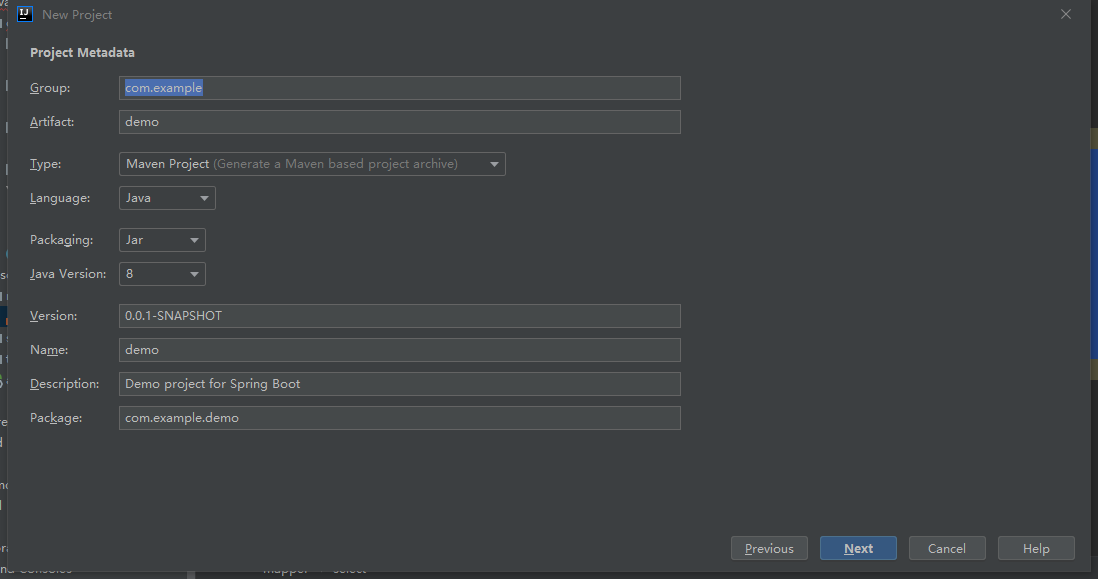 New Project
Project Metadata
Group: com.example
Artifact: demo
Type: Maven Project (Generate a Maven based project archive)
Language: Java
Packaging: Jar
Java Version: 8
Version: 0.0.1-SNAPSHOT
Name: demo
Description: Demo project for Spring Boot
Package: com.example.demo
Previous Next Cancel Help